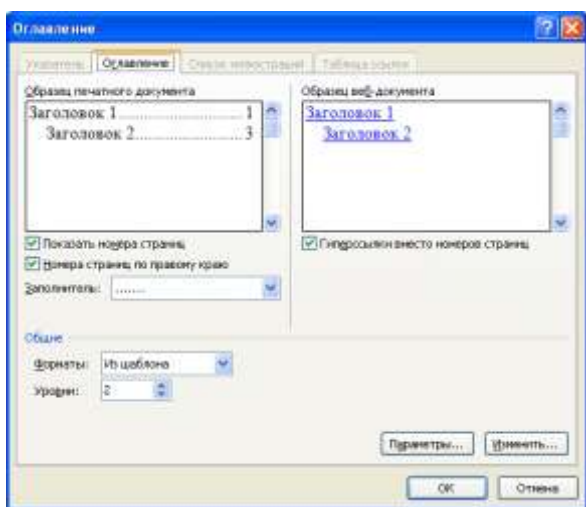 Оглавление
Указатель Оглавление Список иллюстраций Таблица ссылок
Образец печатного документа
Заголовок 1 ........................ 1
Заголовок 2 .................... 3
Образец веб-документа
Заголовок 1
Заголовок 2
Показать номера страниц
Номера страниц по правому краю
Заполнитель: .......
Гиперссылки вместо номеров страниц
Общие
Форматы: Из шаблона
Уровни: 2
Параметры... Изменить...
ОК Отмена